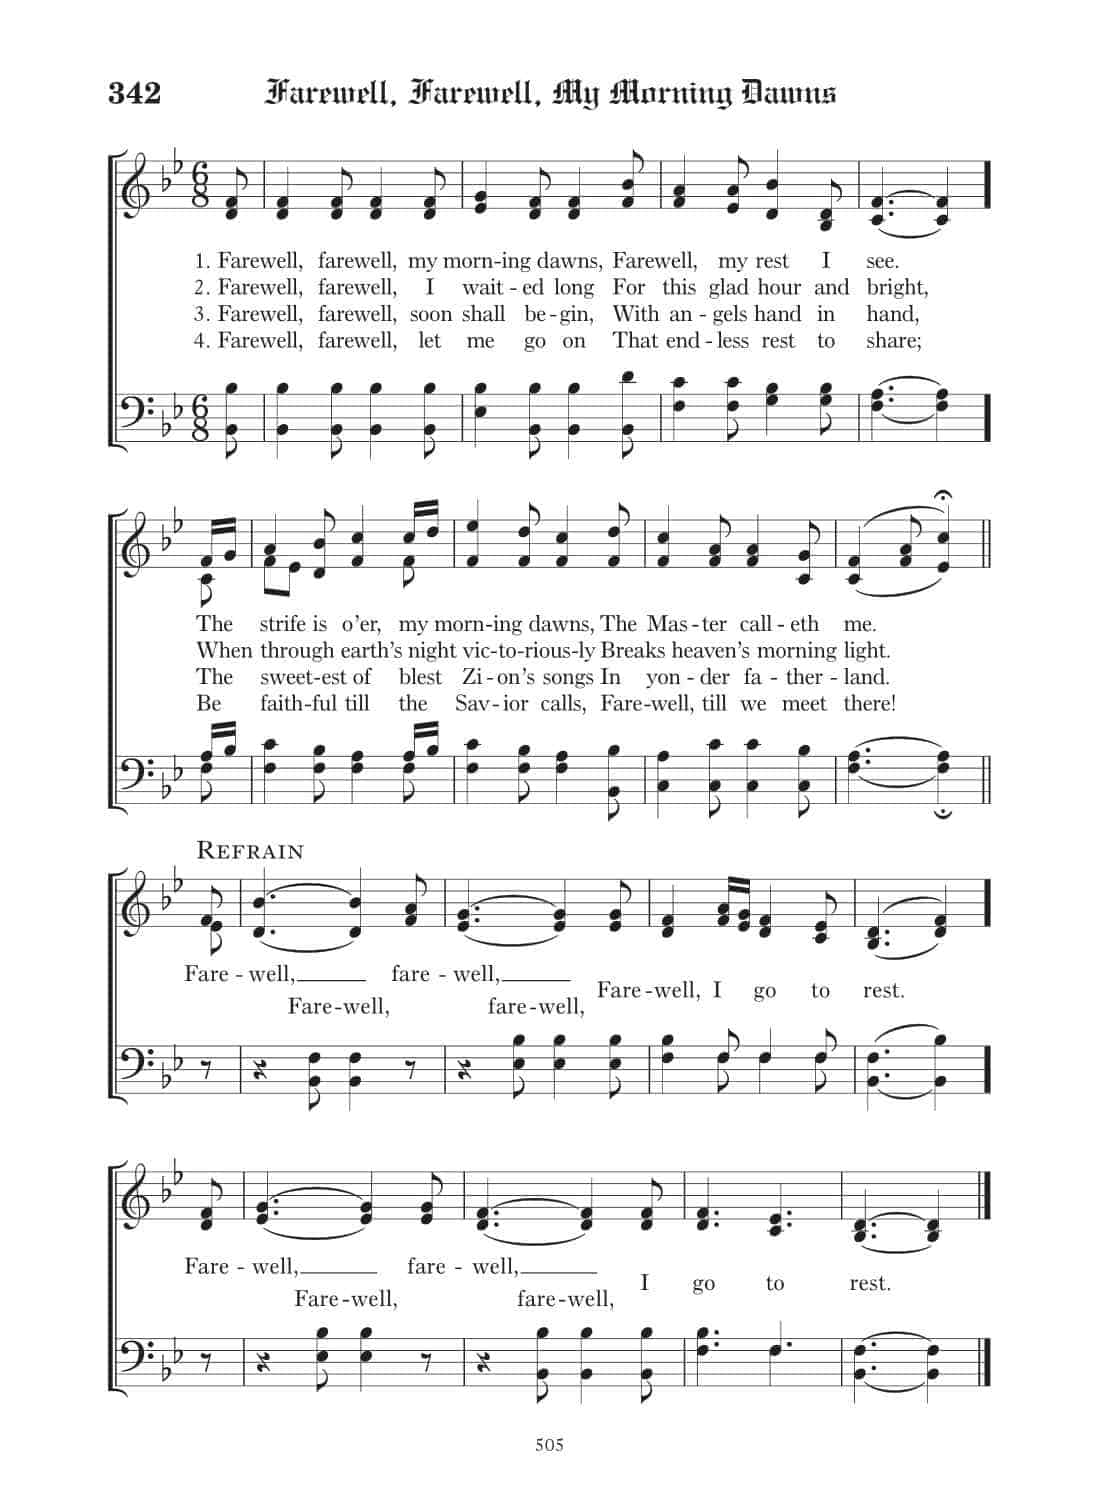 342 Farewell, Farewell, My Morning Dawns
6
8
1. Farewell, farewell, my morn-ing dawns, Farewell, my rest I see.
2. Farewell, farewell, I wait - ed long For this glad hour and bright,
3. Farewell, farewell, soon shall be - gin, With an - gels hand in hand,
4. Farewell, farewell, let me go on That end - less rest to share;
6
8
The strife is o’er, my morn-ing dawns, The Mas - ter call - eth me.
When through earth’s night vic-to-rious-ly Breaks heaven’s morning light.
The sweet-est of blest Zi - on’s songs In yon - der fa - ther - land.
Be faith-ful till the Sav - ior calls, Fare-well, till we meet there!
REFRAIN
Fare - well, fare - well,
Fare-well, I go to rest.
Fare-well, fare-well,
Fare - well, fare - well,
I go to rest.
Fare-well, fare-well,
505